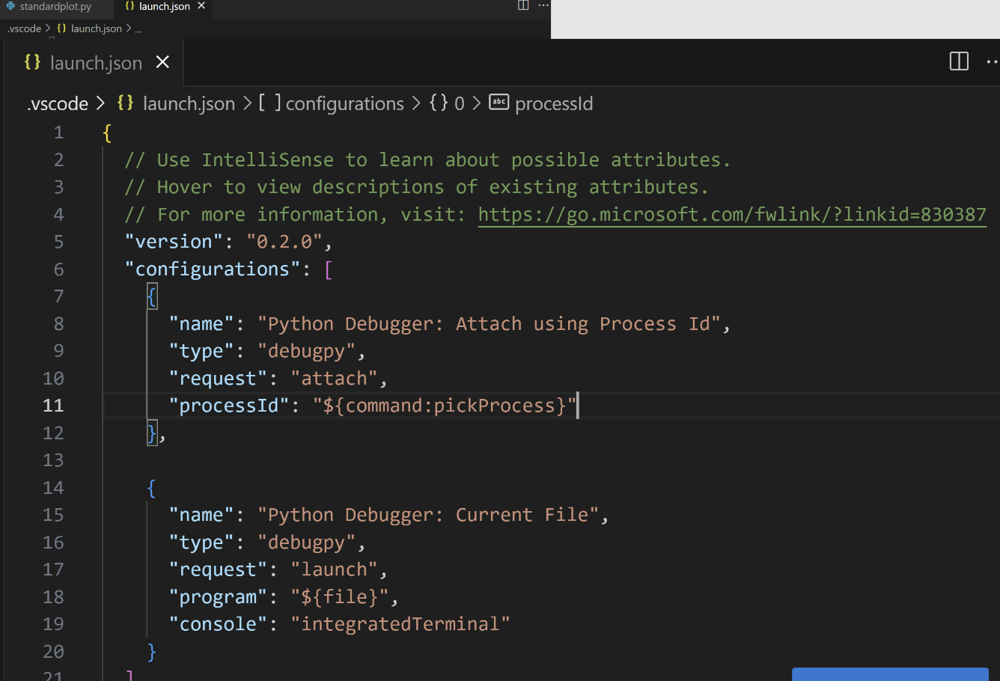 standardplot.py {} launch.json × ...
.vscode > {} launch.json > ...
{} launch.json ×
.vscode > {} launch.json > [ ] configurations > {} 0 > abc processId
1 {
2 // Use IntelliSense to learn about possible attributes.
3 // Hover to view descriptions of existing attributes.
4 // For more information, visit: https://go.microsoft.com/fwlink/?linkid=830387
5 "version": "0.2.0",
6 "configurations": [
7 {
8 "name": "Python Debugger: Attach using Process Id",
9 "type": "debugpy",
10 "request": "attach",
11 "processId": "${command:pickProcess}"
12 },
13
14 {
15 "name": "Python Debugger: Current File",
16 "type": "debugpy",
17 "request": "launch",
18 "program": "${file}",
19 "console": "integratedTerminal"
20 }
21 ]